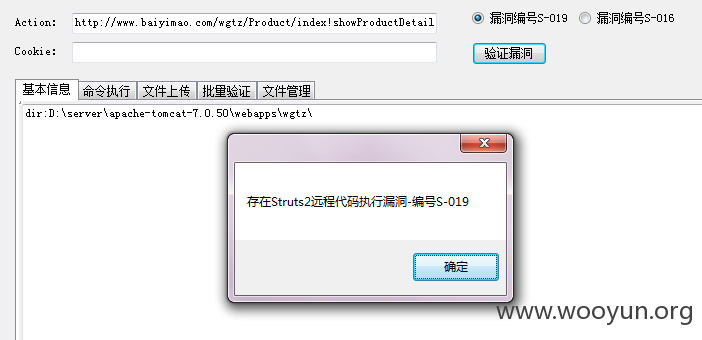 Action: http://www.baiyimao.com/wgtz/Product/index!showProductDetail
漏洞编号S-019 漏洞编号S-016
Cookie:
验证漏洞
基本信息 命令执行 文件上传 批量验证 文件管理
dir:D:\server\apache-tomcat-7.0.50\webapps\wgtz\
存在Struts2远程代码执行漏洞-编号S-019
确定
www.wooyun.org